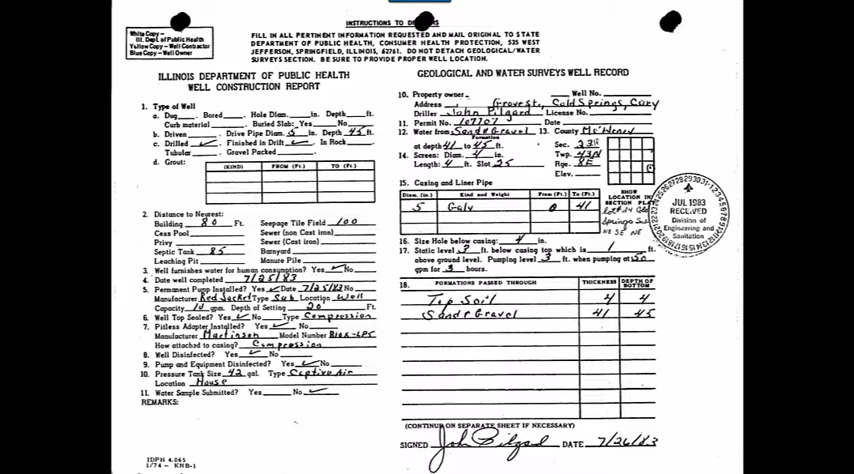 INSTRUCTIONS TO
White Copy —
Ill. Dept. of Public Health
Yellow Copy - Well Contractor
Blue Copy — Well Owner
FILL IN ALL PERTINENT INFORMATION REQUESTED AND MAIL ORIGINAL TO STATE
DEPARTMENT OF PUBLIC HEALTH, CONSUMER HEALTH PROTECTION, 535 WEST
JEFFERSON, SPRINGFIELD, ILLINOIS, 62761. DO NOT DETACH GEOLOGICAL/WATER
SURVEYS SECTION. BE SURE TO PROVIDE PROPER WELL LOCATION.
ILLINOIS DEPARTMENT OF PUBLIC HEALTH
WELL CONSTRUCTION REPORT
1. Type of Well
a. Dug Bored Hole Diam. in. Depth ft.
Curb material Buried Slab: Yes No
b. Driven Drive Pipe Diam. 5 in. Depth 45 ft.
c. Drilled ✓ Finished in Drift ✓ In Rock
Tubular Gravel Packed
d. Grout: (KIND) FROM (Ft.) TO (Ft.)
2. Distance to Nearest:
Building 80 Ft. Seepage Tile Field 100
Cess Pool Sewer (non Cast iron)
Privy Sewer (Cast iron)
Septic Tank 85 Barnyard
Leaching Pit Manure Pile
3. Well furnishes water for human consumption? Yes ✓ No
4. Date well completed 7/25/83
5. Permanent Pump Installed? Yes ✓ Date 7/25/83 No
Manufacturer Red Jacket Type Sub Location Well
Capacity 10 gpm. Depth of Setting 20 Ft.
6. Well Top Sealed? Yes ✓ No Type Compression
7. Pitless Adapter Installed? Yes ✓ No
Manufacturer Martinson Model Number
How attached to casing? Compression
8. Well Disinfected? Yes ✓ No
9. Pump and Equipment Disinfected? Yes ✓ No
10. Pressure Tank Size 42 gal. Type Captive Air
Location House
11. Water Sample Submitted? Yes No ✓
REMARKS:
IDPH 4.065
1/74 - KNB-1
GEOLOGICAL AND WATER SURVEYS WELL RECORD
10. Property owner Well No.
Address Grove st, Cold Springs, Cary
Driller John Pilgard License No.
11. Permit No. 107707 Date
12. Water from Sand & Gravel 13. County McHenry
Formation
at depth 41 to 45 ft. Sec. 23
14. Screen: Diam. 4 in. Twp. 43N
Length: 4 ft. Slot 25 Rge. 8E
Elev.
15. Casing and Liner Pipe
Diam. (in.) Kind and Weight From (Ft.) To (Ft.)
5 Galv 0 41
SHOW
LOCATION IN
SECTION PLAT
NE SE NE
JUL 1983
RECEIVED
Division of
Engineering and
Sanitation
16. Size Hole below casing: 4 in.
17. Static level ft. below casing top which is 1 ft.
above ground level. Pumping level 3 ft. when pumping at 50
gpm for 3 hours.
18. FORMATIONS PASSED THROUGH THICKNESS DEPTH OF BOTTOM
Top Soil 4 4
Sand & Gravel 41 45
(CONTINUE ON SEPARATE SHEET IF NECESSARY)
SIGNED John Pilgard DATE 7/26/83